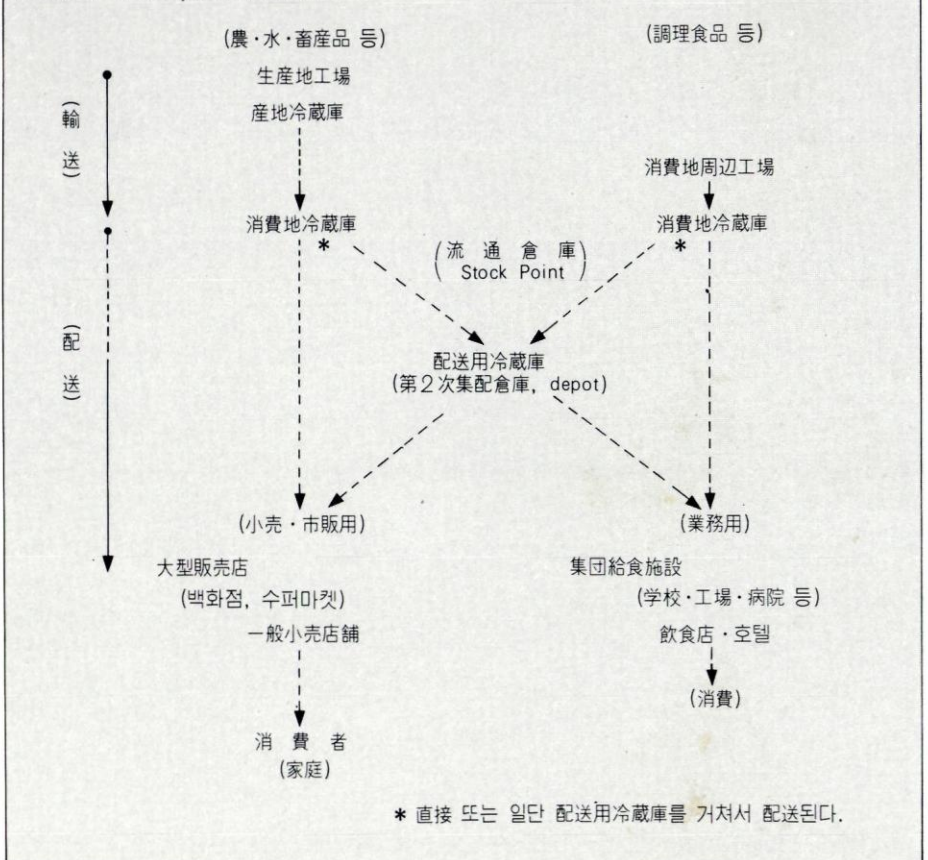 (農·水·畜産品 등)
(調理食品 등)
生産地工場
産地冷蔵庫
(輸送)
消費地周辺工場
消費地冷蔵庫
*
消費地冷蔵庫
*
(流通倉庫
Stock Point)
(配送)
配送用冷蔵庫
(第2次集配倉庫, depot)
(小売·市販用)
(業務用)
大型販売店
集団給食施設
(백화점, 수퍼마켓)
(学校·工場·病院 등)
一般小売店舗
飲食店·호텔
(消費)
消費者
(家庭)
* 直接 또는 일단 配送用冷蔵庫를 거쳐서 配送된다.